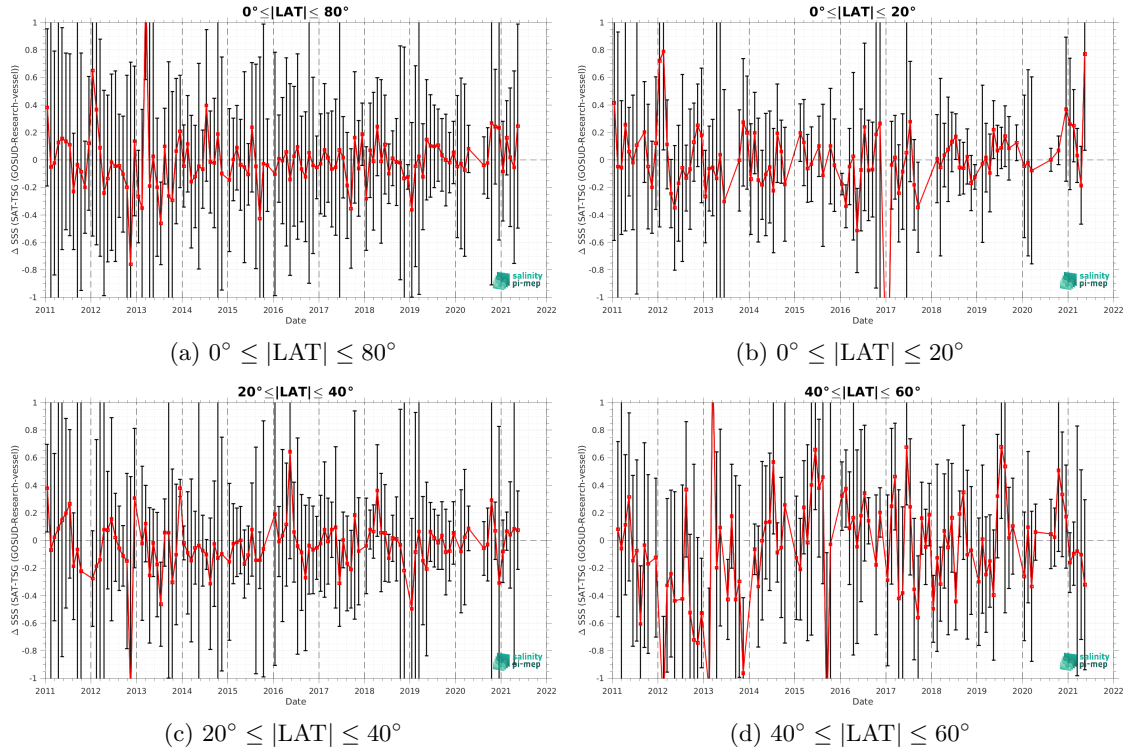 0°≤|LAT|≤ 80°
Δ SSS (SAT-TSG (GOSUD-Research-vessel))
1
0.8
0.6
0.4
0.2
0
-0.2
-0.4
-0.6
-0.8
-1
2011 2012 2013 2014 2015 2016 2017 2018 2019 2020 2021 2022
Date
salinity
pi-mep
(a) 0° ≤ |LAT| ≤ 80°
0°≤|LAT|≤ 20°
Δ SSS (SAT-TSG (GOSUD-Research-vessel))
1
0.8
0.6
0.4
0.2
0
-0.2
-0.4
-0.6
-0.8
-1
2011 2012 2013 2014 2015 2016 2017 2018 2019 2020 2021 2022
Date
salinity
pi-mep
(b) 0° ≤ |LAT| ≤ 20°
20°≤|LAT|≤ 40°
Δ SSS (SAT-TSG (GOSUD-Research-vessel))
1
0.8
0.6
0.4
0.2
0
-0.2
-0.4
-0.6
-0.8
-1
2011 2012 2013 2014 2015 2016 2017 2018 2019 2020 2021 2022
Date
salinity
pi-mep
(c) 20° ≤ |LAT| ≤ 40°
40°≤|LAT|≤ 60°
Δ SSS (SAT-TSG (GOSUD-Research-vessel))
1
0.8
0.6
0.4
0.2
0
-0.2
-0.4
-0.6
-0.8
-1
2011 2012 2013 2014 2015 2016 2017 2018 2019 2020 2021 2022
Date
salinity
pi-mep
(d) 40° ≤ |LAT| ≤ 60°